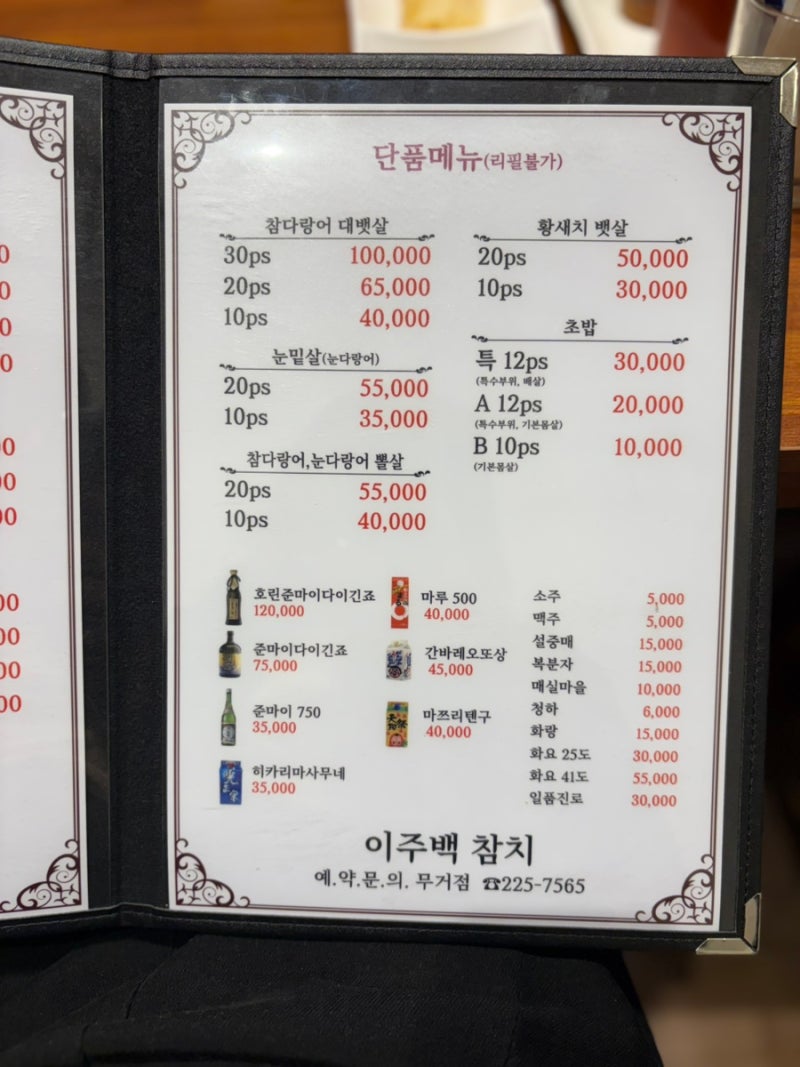 단품메뉴(리필불가)
참다랑어 대뱃살
30ps 100,000
20ps 65,000
10ps 40,000
눈밑살(눈다랑어)
20ps 55,000
10ps 35,000
참다랑어,눈다랑어 뽈살
20ps 55,000
10ps 40,000
황새치 뱃살
20ps 50,000
10ps 30,000
초밥
특 12ps 30,000
(특수부위, 배살)
A 12ps 20,000
(특수부위, 기본몸살)
B 10ps 10,000
(기본몸살)
호린준마이다이긴죠
120,000
준마이다이긴죠
75,000
준마이 750
35,000
히카리마사무네
35,000
마루 500
40,000
간바레오또상
45,000
마쯔리텐구
40,000
소주 5,000
맥주 5,000
설중매 15,000
복분자 15,000
매실마을 10,000
청하 6,000
화랑 15,000
화요 25도 30,000
화요 41도 55,000
일품진로 30,000
이주백 참치
예.약.문.의. 무거점 ☎225-7565